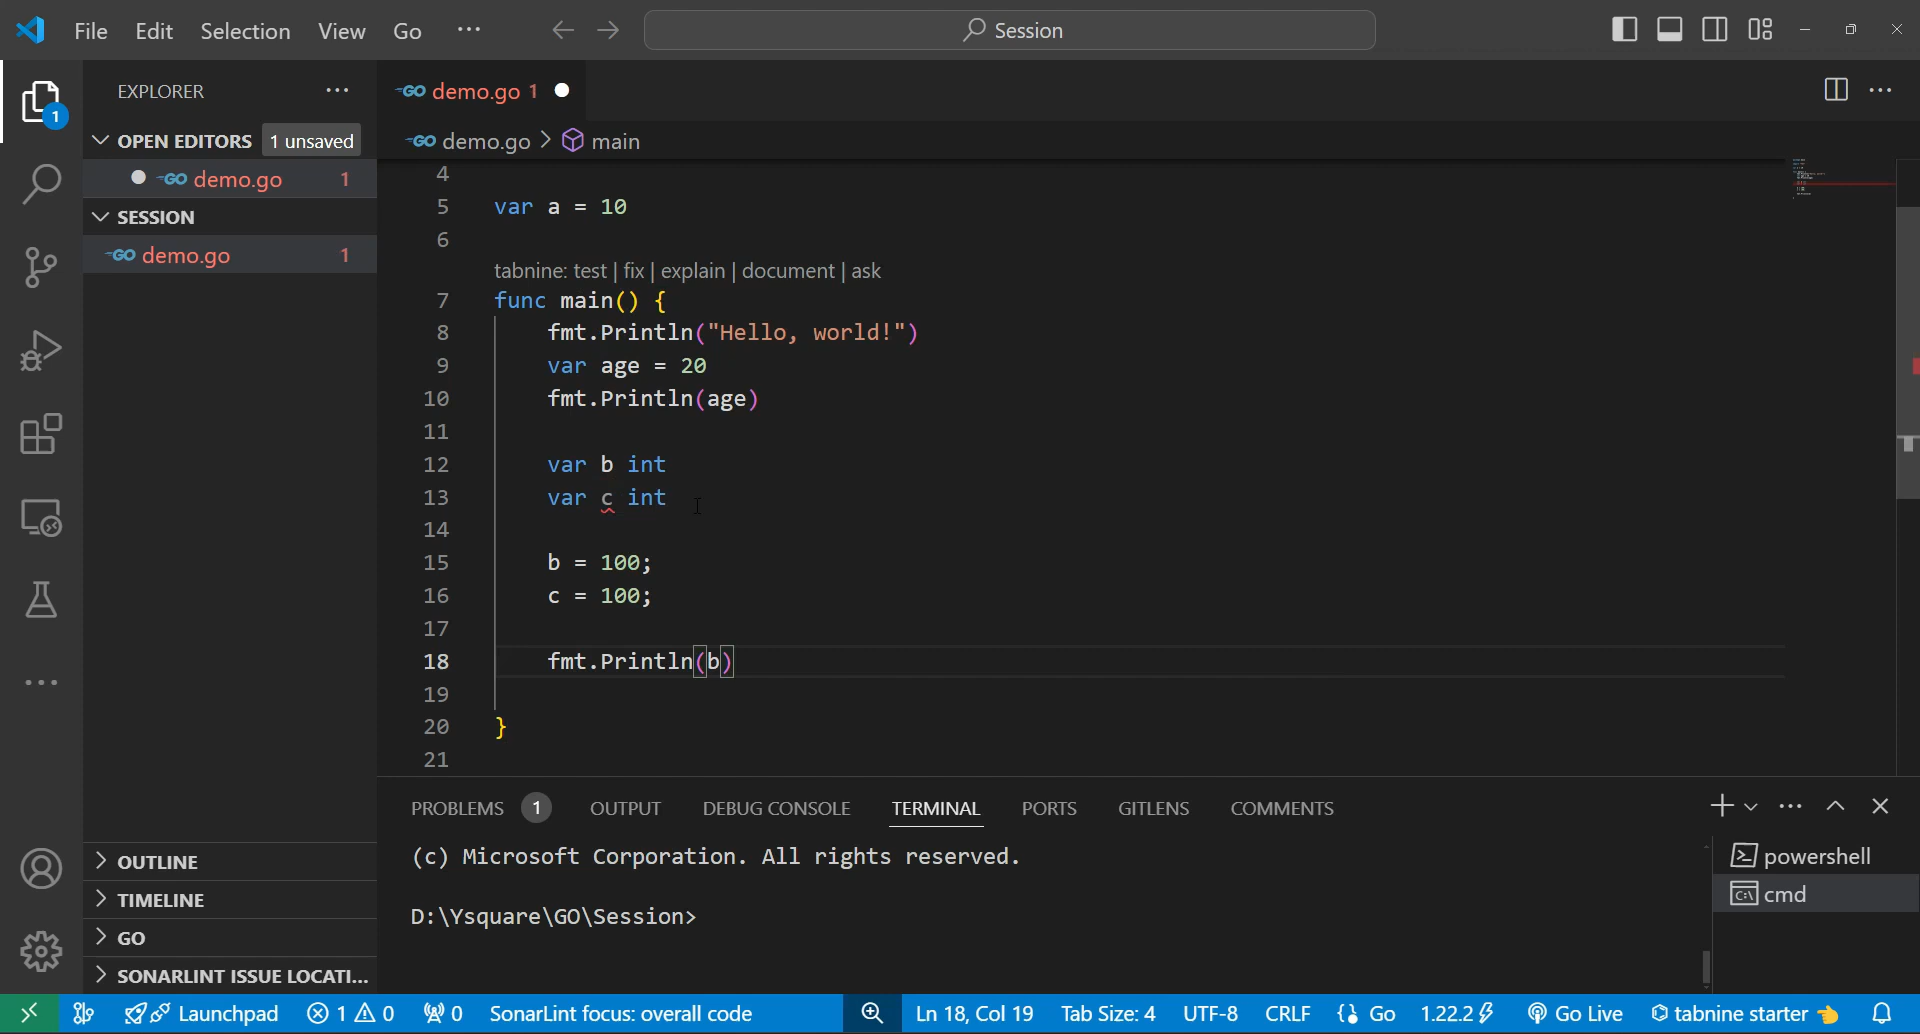 File Edit Selection View Go ··· Session
EXPLORER ···
OPEN EDITORS 1 unsaved
GO demo.go 1
SESSION
GO demo.go 1
GO demo.go 1
GO demo.go > main
4
5 var a = 10
6
tabnine: test | fix | explain | document | ask
7 func main() {
8 fmt.Println("Hello, world!")
9 var age = 20
10 fmt.Println(age)
11
12 var b int
13 var c int
14
15 b = 100;
16 c = 100;
17
18 fmt.Println(b)
19
20 }
21
1
OUTLINE
TIMELINE
GO
SONARLINT ISSUE LOCATI...
PROBLEMS 1 OUTPUT DEBUG CONSOLE TERMINAL PORTS GITLENS COMMENTS
(c) Microsoft Corporation. All rights reserved.
D:\Ysquare\GO\Session>
powershell
cmd
Launchpad 1 0 0 SonarLint focus: overall code Ln 18, Col 19 Tab Size: 4 UTF-8 CRLF {} Go 1.22.2 Go Live tabnine starter